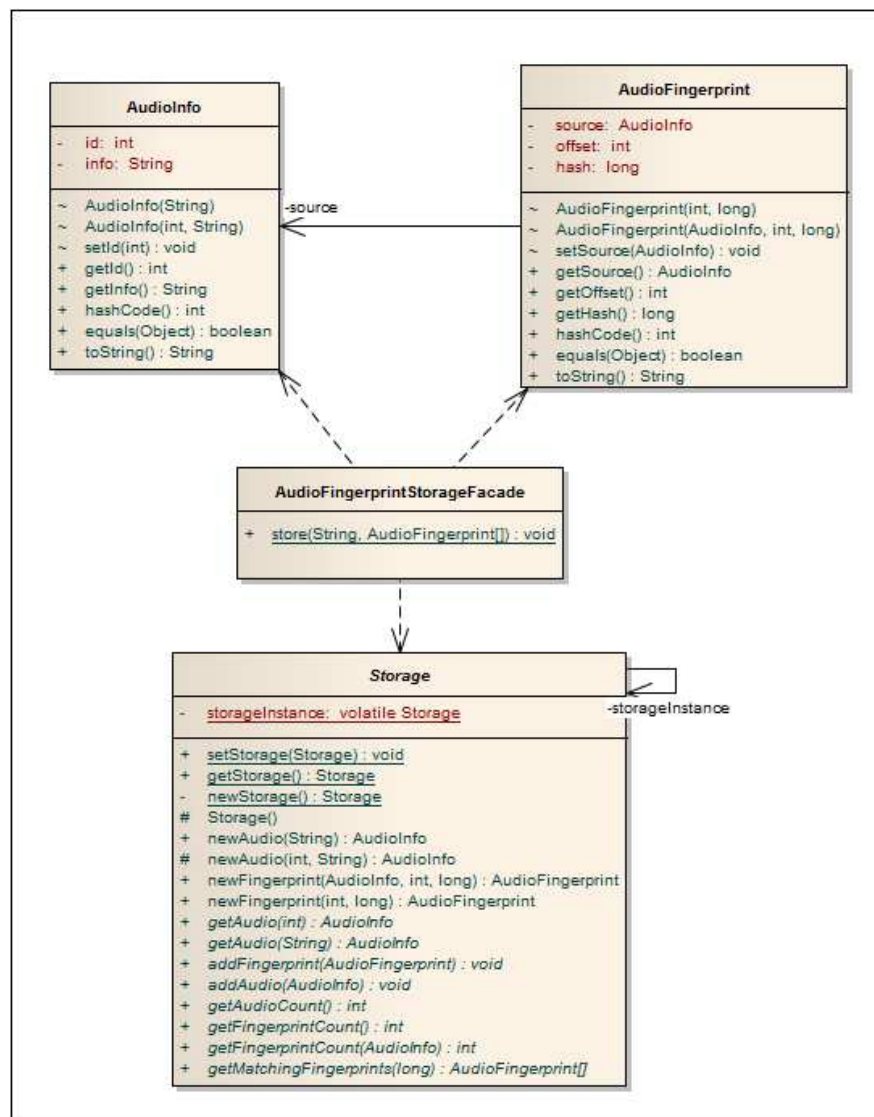 AudioInfo
- id: int
- info: String
~ AudioInfo(String)
~ AudioInfo(int, String)
~ setId(int) : void
+ getId() : int
+ getInfo() : String
+ hashCode() : int
+ equals(Object) : boolean
+ toString() : String
-source
AudioFingerprint
- source: AudioInfo
- offset: int
- hash: long
~ AudioFingerprint(int, long)
~ AudioFingerprint(AudioInfo, int, long)
~ setSource(AudioInfo) : void
+ getSource() : AudioInfo
+ getOffset() : int
+ getHash() : long
+ hashCode() : int
+ equals(Object) : boolean
+ toString() : String
AudioFingerprintStorageFacade
+ store(String, AudioFingerprint[]) : void
Storage
- storageInstance: volatile Storage
-storageInstance
+ setStorage(Storage) : void
+ getStorage() : Storage
- newStorage() : Storage
# Storage()
+ newAudio(String) : AudioInfo
# newAudio(int, String) : AudioInfo
+ newFingerprint(AudioInfo, int, long) : AudioFingerprint
+ newFingerprint(int, long) : AudioFingerprint
+ getAudio(int) : AudioInfo
+ getAudio(String) : AudioInfo
+ addFingerprint(AudioFingerprint) : void
+ addAudio(AudioInfo) : void
+ getAudioCount() : int
+ getFingerprintCount() : int
+ getFingerprintCount(AudioInfo) : int
+ getMatchingFingerprints(long) : AudioFingerprint[]